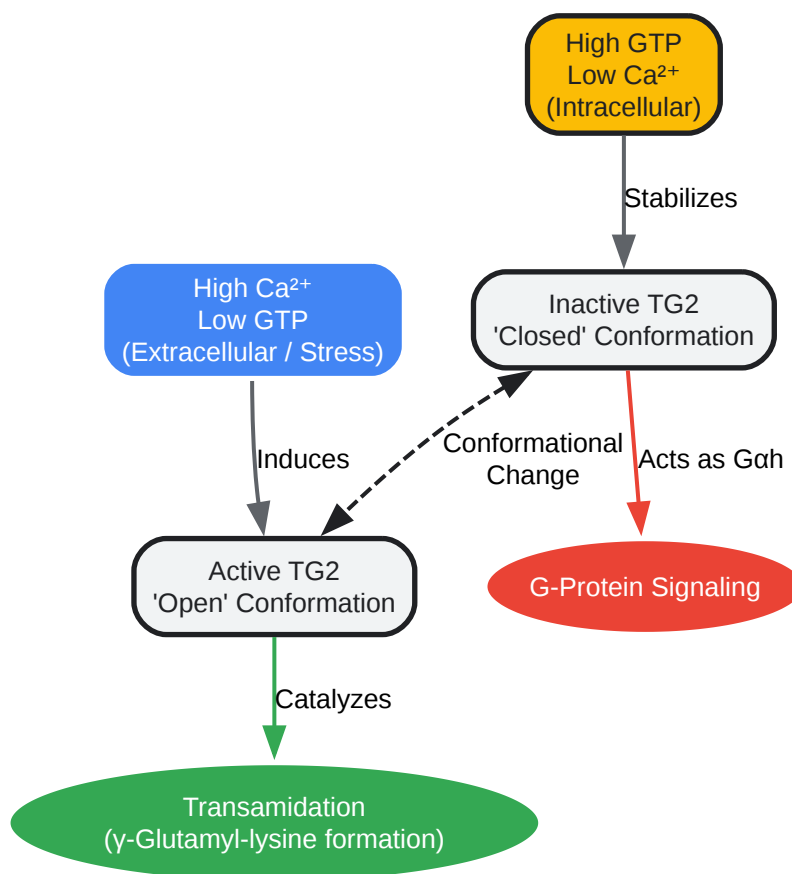 High GTP
Low Ca²⁺
(Intracellular)
Stabilizes
High Ca²⁺
Low GTP
(Extracellular / Stress)
Inactive TG2
'Closed' Conformation
Induces
Conformational
Change
Acts as Gαh
Active TG2
'Open' Conformation
G-Protein Signaling
Catalyzes
Transamidation
(γ-Glutamyl-lysine formation)